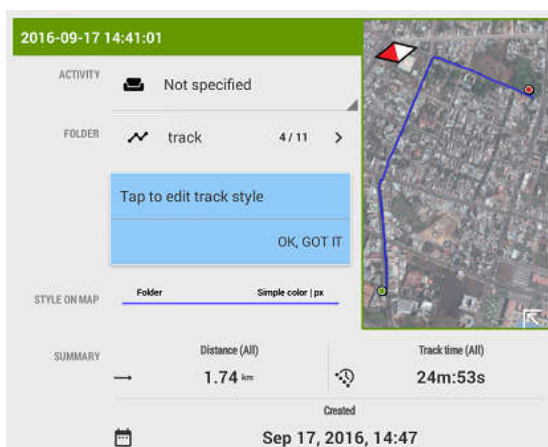 2016-09-17 14:41:01
ACTIVITY
Not specified
FOLDER
track 4 / 11
Tap to edit track style
OK, GOT IT
STYLE ON MAP
Folder Simple color | px
SUMMARY
Distance (All) Track time (All)
1.74 km 24m:53s
Created
Sep 17, 2016, 14:47